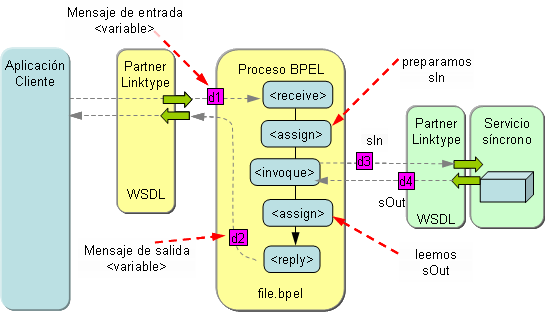 Mensaje de entrada
<variable>
Aplicación
Cliente
Partner
Linktype
WSDL
d1
Proceso BPEL
<receive>
<assign>
<invoque>
<assign>
<reply>
file.bpel
preparamos
sIn
sIn
d3
d4
sOut
Partner
Linktype
WSDL
Servicio
síncrono
d2
Mensaje de salida
<variable>
leemos
sOut